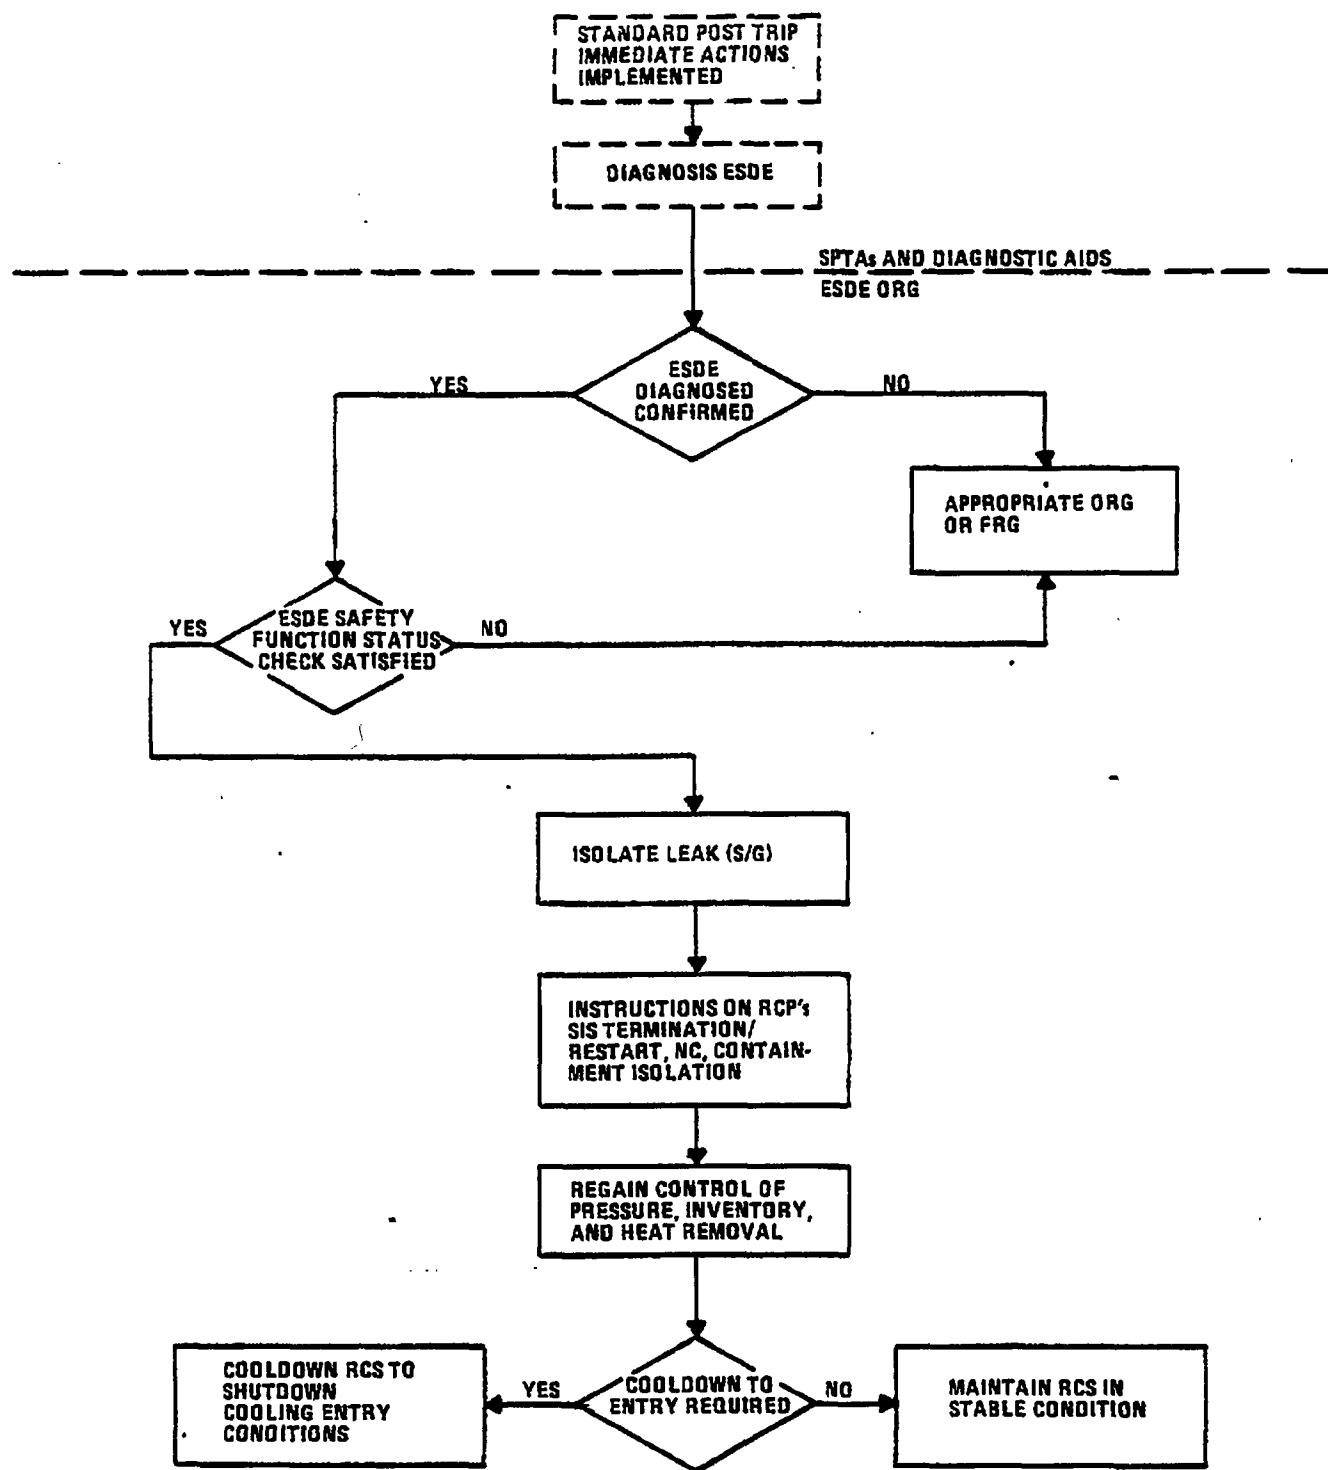 STANDARD POST TRIP
IMMEDIATE ACTIONS
IMPLEMENTED
DIAGNOSIS ESDE
SPTAs AND DIAGNOSTIC AIDS
ESDE ORG
ESDE
DIAGNOSED
CONFIRMED
YES
NO
APPROPRIATE ORG
OR FRG
ESDE SAFETY
FUNCTION STATUS
CHECK SATISFIED
YES
NO
ISOLATE LEAK (S/G)
INSTRUCTIONS ON RCP's
SIS TERMINATION/
RESTART, NC, CONTAIN-
MENT ISOLATION
REGAIN CONTROL OF
PRESSURE, INVENTORY,
AND HEAT REMOVAL
COOLDOWN RCS TO
SHUTDOWN
COOLING ENTRY
CONDITIONS
YES
COOLDOWN TO
ENTRY REQUIRED
NO
MAINTAIN RCS IN
STABLE CONDITION